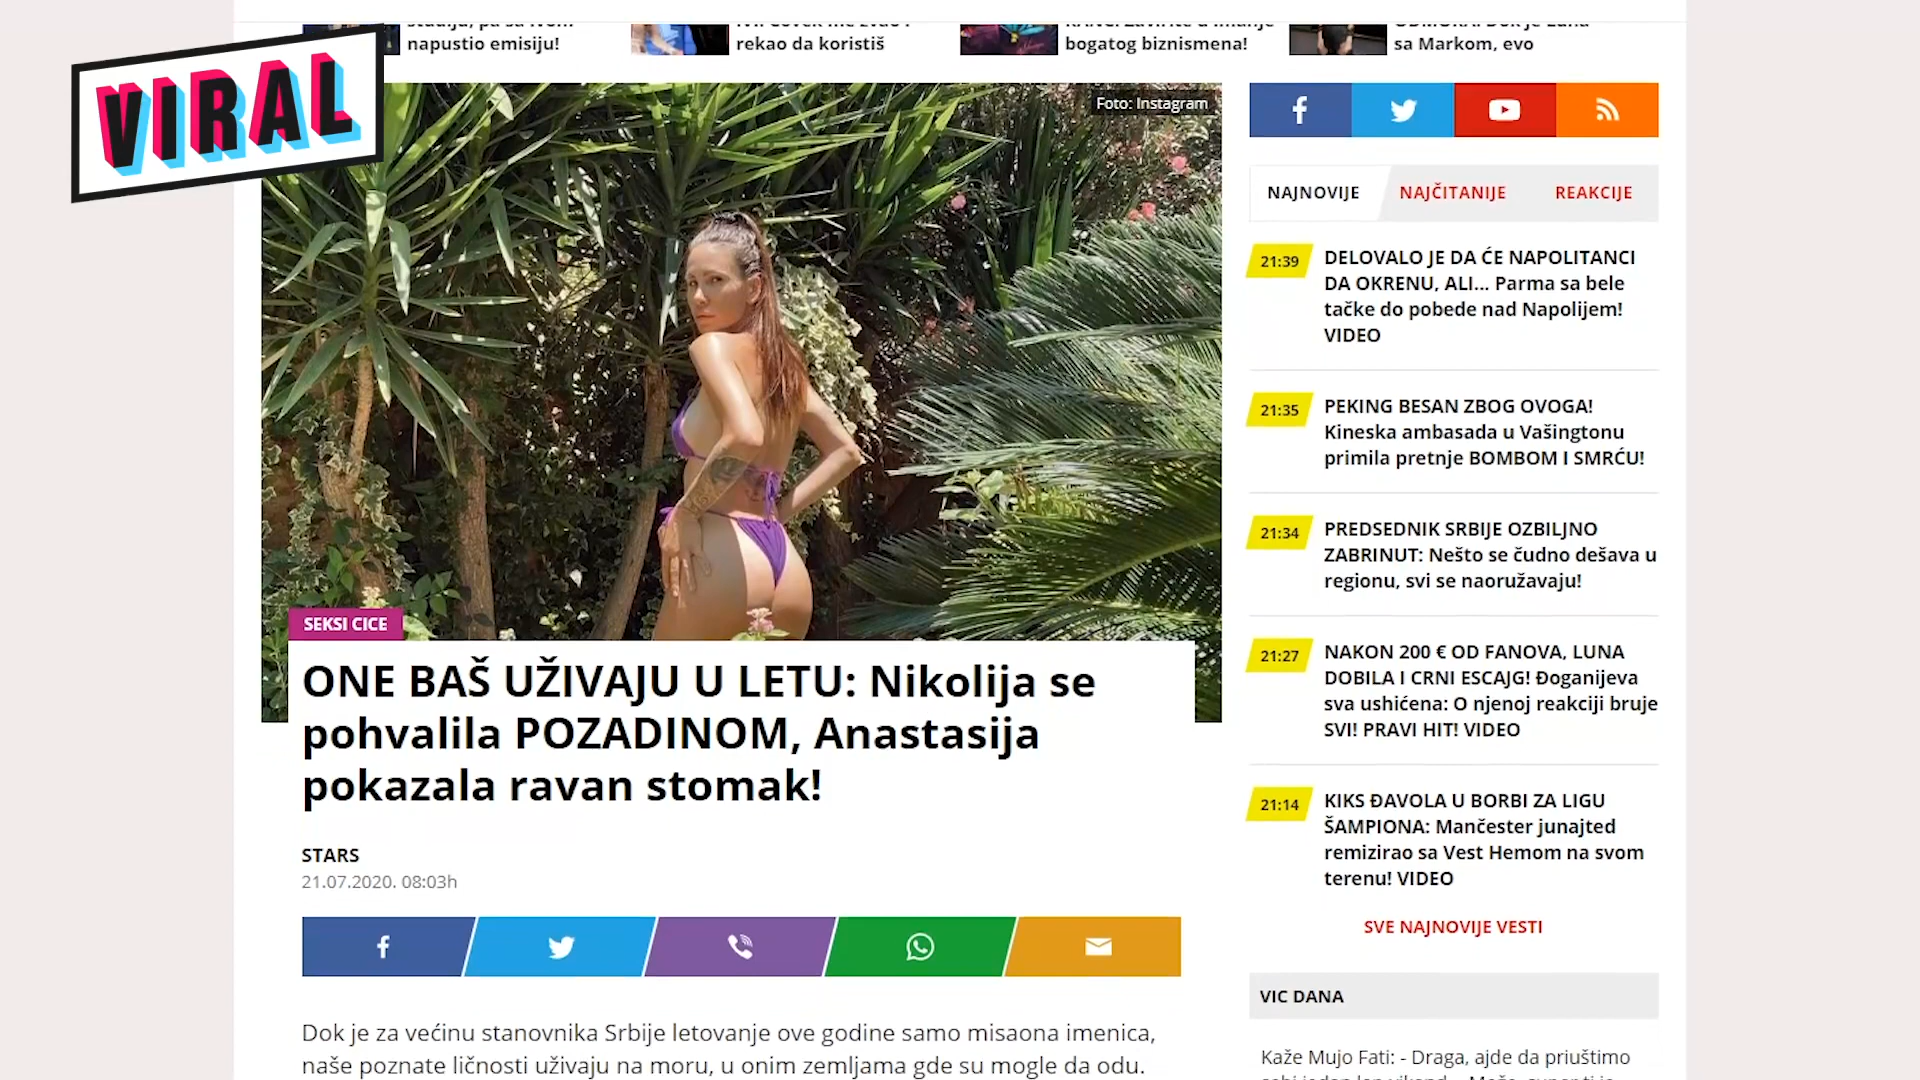 napustio emisiju!
rekao da koristiš
bogatog biznismena!
sa Markom, evo
VIRAL
Foto: Instagram
SEKSI CICE
ONE BAŠ UŽIVAJU U LETU: Nikolija se
pohvalila POZADINOM, Anastasija
pokazala ravan stomak!
STARS
21.07.2020. 08:03h
Dok je za većinu stanovnika Srbije letovanje ove godine samo misaona imenica,
naše poznate ličnosti uživaju na moru, u onim zemljama gde su mogle da odu.
NAJNOVIJE
NAJČITANIJE
REAKCIJE
21:39
DELOVALO JE DA ĆE NAPOLITANCI
DA OKRENU, ALI... Parma sa bele
tačke do pobede nad Napolijem!
VIDEO
21:35
PEKING BESAN ZBOG OVOGA!
Kineska ambasada u Vašingtonu
primila pretnje BOMBOM I SMRĆU!
21:34
PREDSEDNIK SRBIJE OZBILJNO
ZABRINUT: Nešto se čudno dešava u
regionu, svi se naoružavaju!
21:27
NAKON 200 € OD FANOVA, LUNA
DOBILA I CRNI ESCAJG! Đoganijeva
sva ushićena: O njenoj reakciji bruje
SVI! PRAVI HIT! VIDEO
21:14
KIKS ĐAVOLA U BORBI ZA LIGU
ŠAMPIONA: Mančester junajted
remizirao sa Vest Hemom na svom
terenu! VIDEO
SVE NAJNOVIJE VESTI
VIC DANA
Kaže Mujo Fati: - Draga, ajde da priuštimo